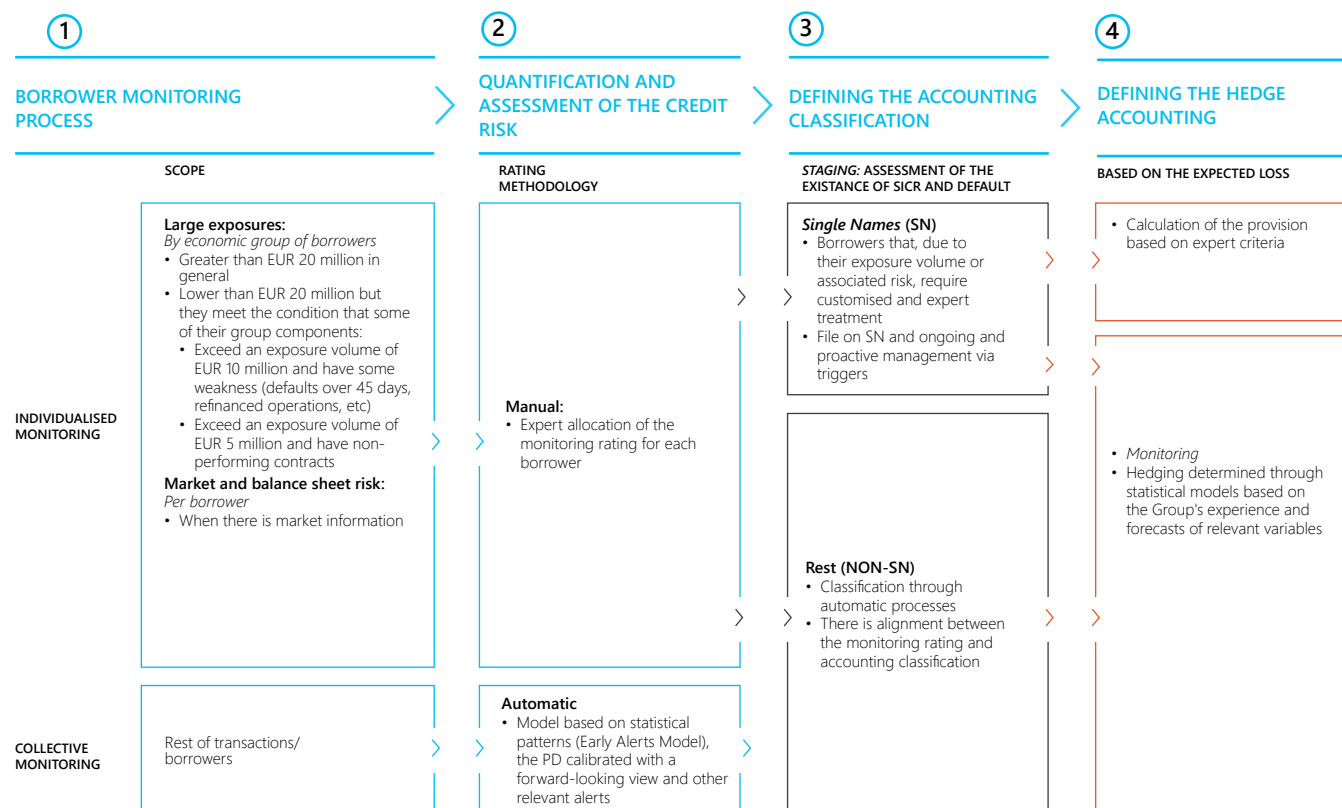 1
BORROWER MONITORING
PROCESS
2
QUANTIFICATION AND
ASSESSMENT OF THE CREDIT
RISK
3
DEFINING THE ACCOUNTING
CLASSIFICATION
4
DEFINING THE HEDGE
ACCOUNTING
SCOPE
RATING
METHODOLOGY
STAGING: ASSESSMENT OF THE
EXISTANCE OF SICR AND DEFAULT
BASED ON THE EXPECTED LOSS
INDIVIDUALISED
MONITORING
Large exposures:
By economic group of borrowers
• Greater than EUR 20 million in
general
• Lower than EUR 20 million but
they meet the condition that some
of their group components:
• Exceed an exposure volume of
EUR 10 million and have some
weakness (defaults over 45 days,
refinanced operations, etc)
• Exceed an exposure volume of
EUR 5 million and have non-
performing contracts
Market and balance sheet risk:
Per borrower
• When there is market information
Manual:
• Expert allocation of the
monitoring rating for each
borrower
Single Names (SN)
• Borrowers that, due to
their exposure volume or
associated risk, require
customised and expert
treatment
• File on SN and ongoing and
proactive management via
triggers
• Calculation of the provision
based on expert criteria
Rest (NON-SN)
• Classification through
automatic processes
• There is alignment between
the monitoring rating and
accounting classification
• Monitoring
• Hedging determined through
statistical models based on
the Group's experience and
forecasts of relevant variables
COLLECTIVE
MONITORING
Rest of transactions/
borrowers
Automatic
• Model based on statistical
patterns (Early Alerts Model),
the PD calibrated with a
forward-looking view and other
relevant alerts